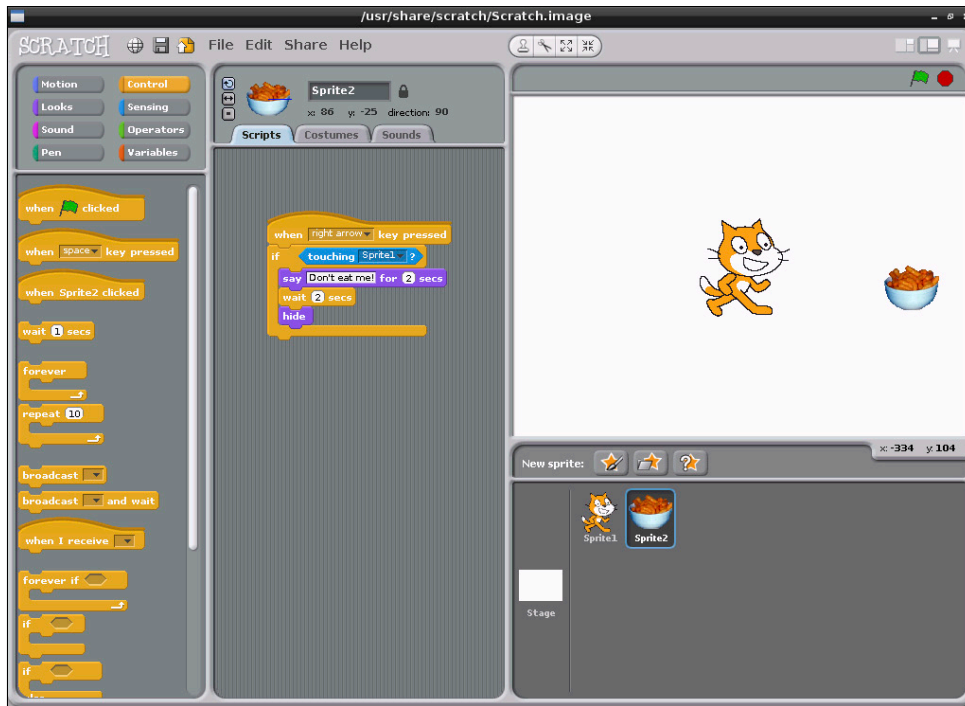 /usr/share/scratch/Scratch.image
SCRATCH File Edit Share Help
Motion Control
Looks Sensing
Sound Operators
Pen Variables
when clicked
when space key pressed
when Sprite2 clicked
wait 1 secs
forever
repeat 10
broadcast
broadcast and wait
when I receive
forever if
if
if
else
Sprite2
x: 86 y: -25 direction: 90
Scripts Costumes Sounds
when right arrow key pressed
if touching Sprite1 ?
say Don't eat me! for 2 secs
wait 2 secs
hide
x: -334 y: 104
New sprite:
Sprite1 Sprite2
Stage